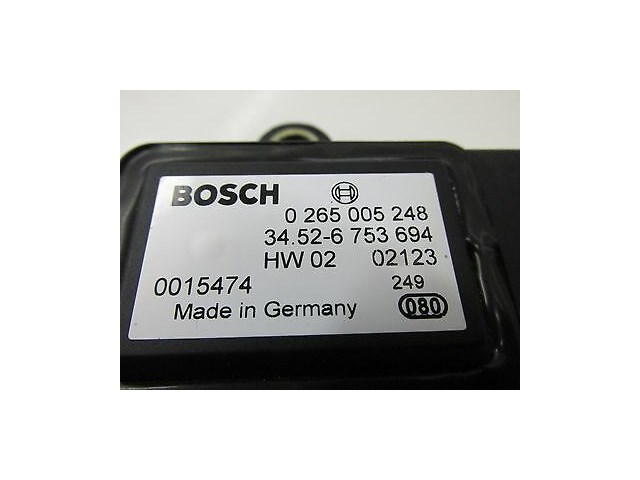 BOSCH
0 265 005 248
34.52-6 753 694
HW 02 02123
0015474 249
Made in Germany 080